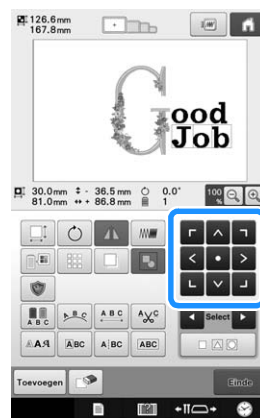 126.6mm
167.8mm
Good
Job
30.0mm ↕ - 36.5mm 0.0°
81.0mm ↔ + 86.8mm 1
100 %
A B C
A B C
A B C
A B C
A A A
A B C
A B C
A B C
Select
Toevoegen
Einde